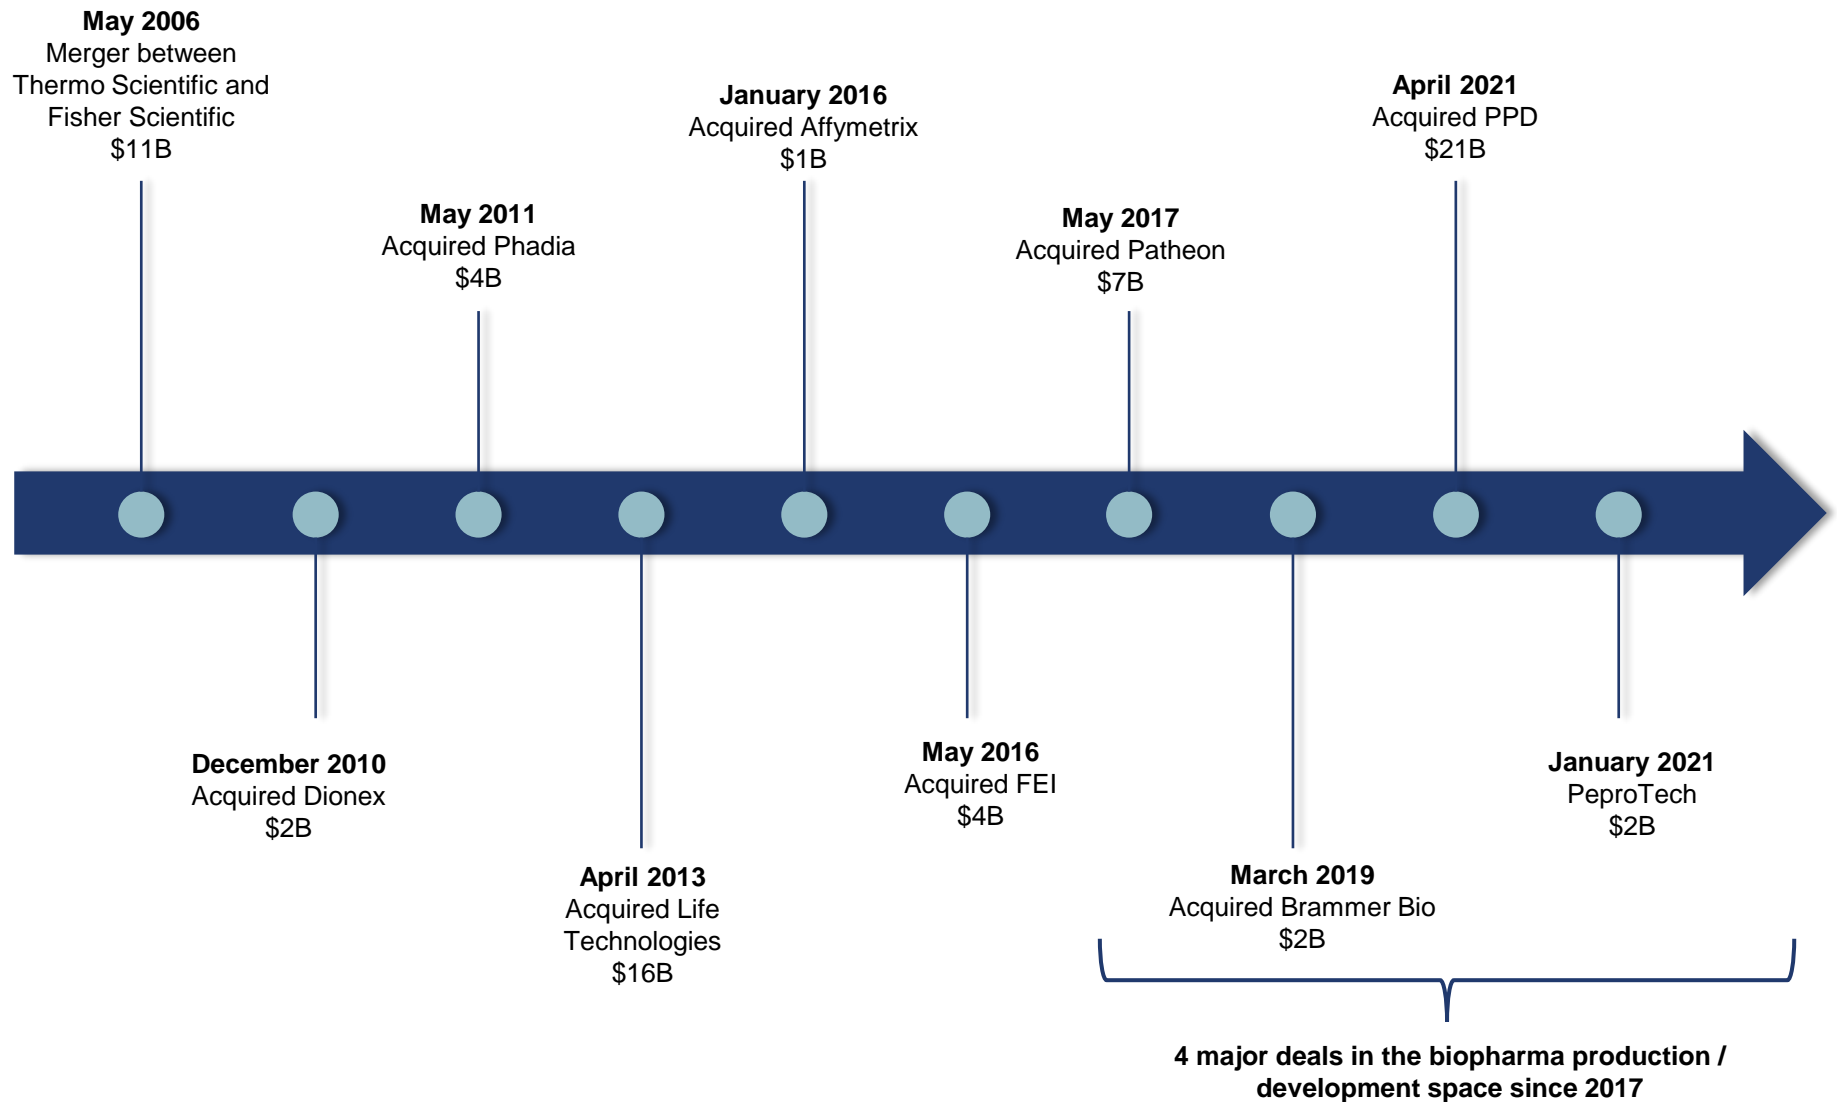 May 2006
Merger between
Thermo Scientific and
Fisher Scientific
$11B
December 2010
Acquired Dionex
$2B
May 2011
Acquired Phadia
$4B
April 2013
Acquired Life
Technologies
$16B
January 2016
Acquired Affymetrix
$1B
May 2016
Acquired FEI
$4B
May 2017
Acquired Patheon
$7B
March 2019
Acquired Brammer Bio
$2B
April 2021
Acquired PPD
$21B
January 2021
PeproTech
$2B
4 major deals in the biopharma production /
development space since 2017